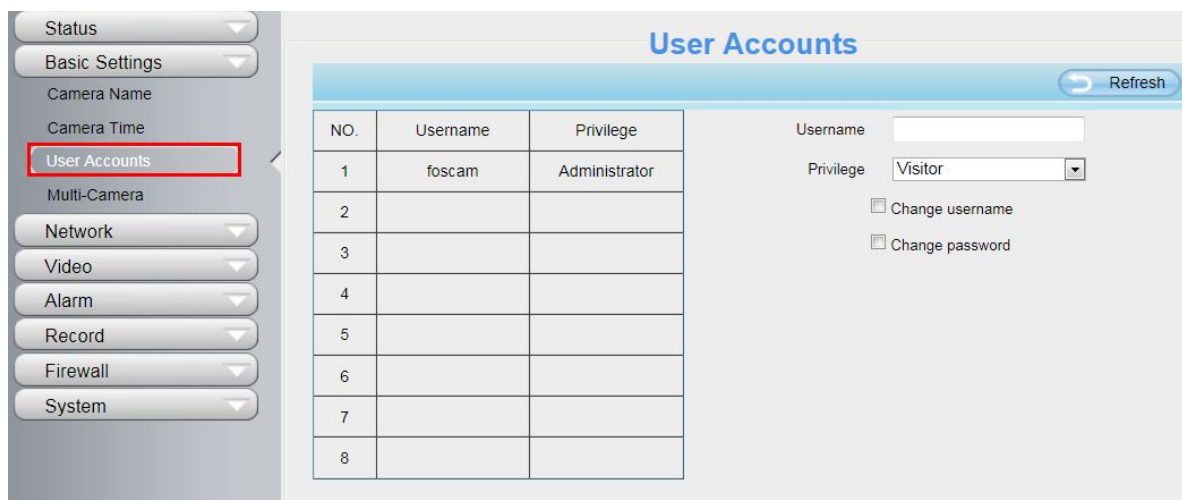 Status
Basic Settings
Camera Name
Camera Time
User Accounts
Multi-Camera
Network
Video
Alarm
Record
Firewall
System
User Accounts
Refresh
NO. Username Privilege
1 foscam Administrator
2
3
4
5
6
7
8
Username
Privilege Visitor
Change username
Change password